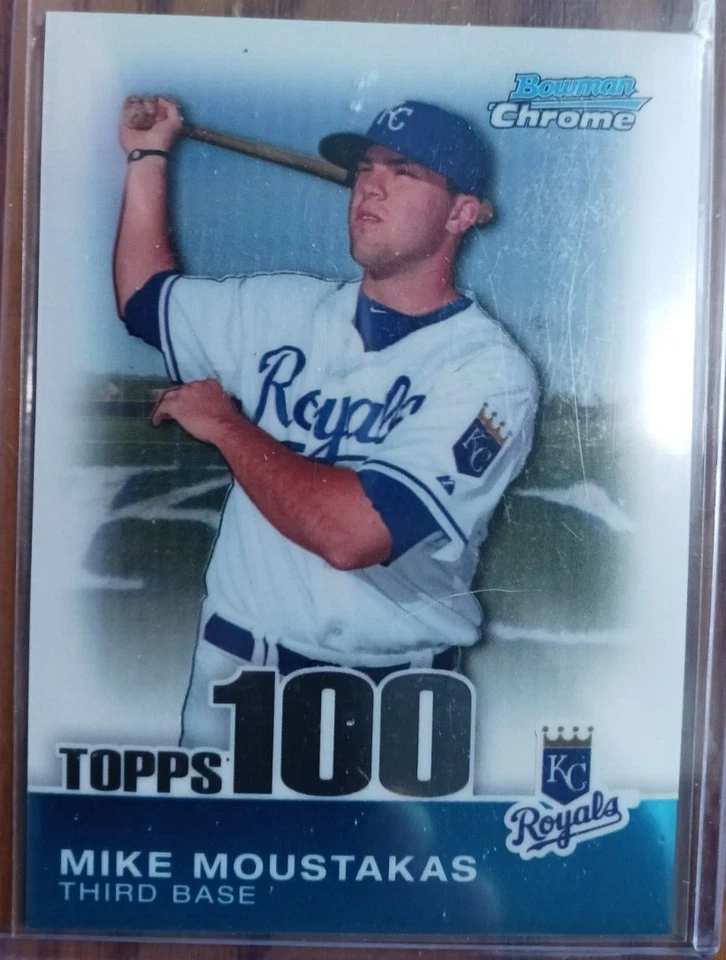 Bowman
Chrome
KC
Royals
KC
TOPPS 100
KC
Royals
MIKE MOUSTAKAS
THIRD BASE